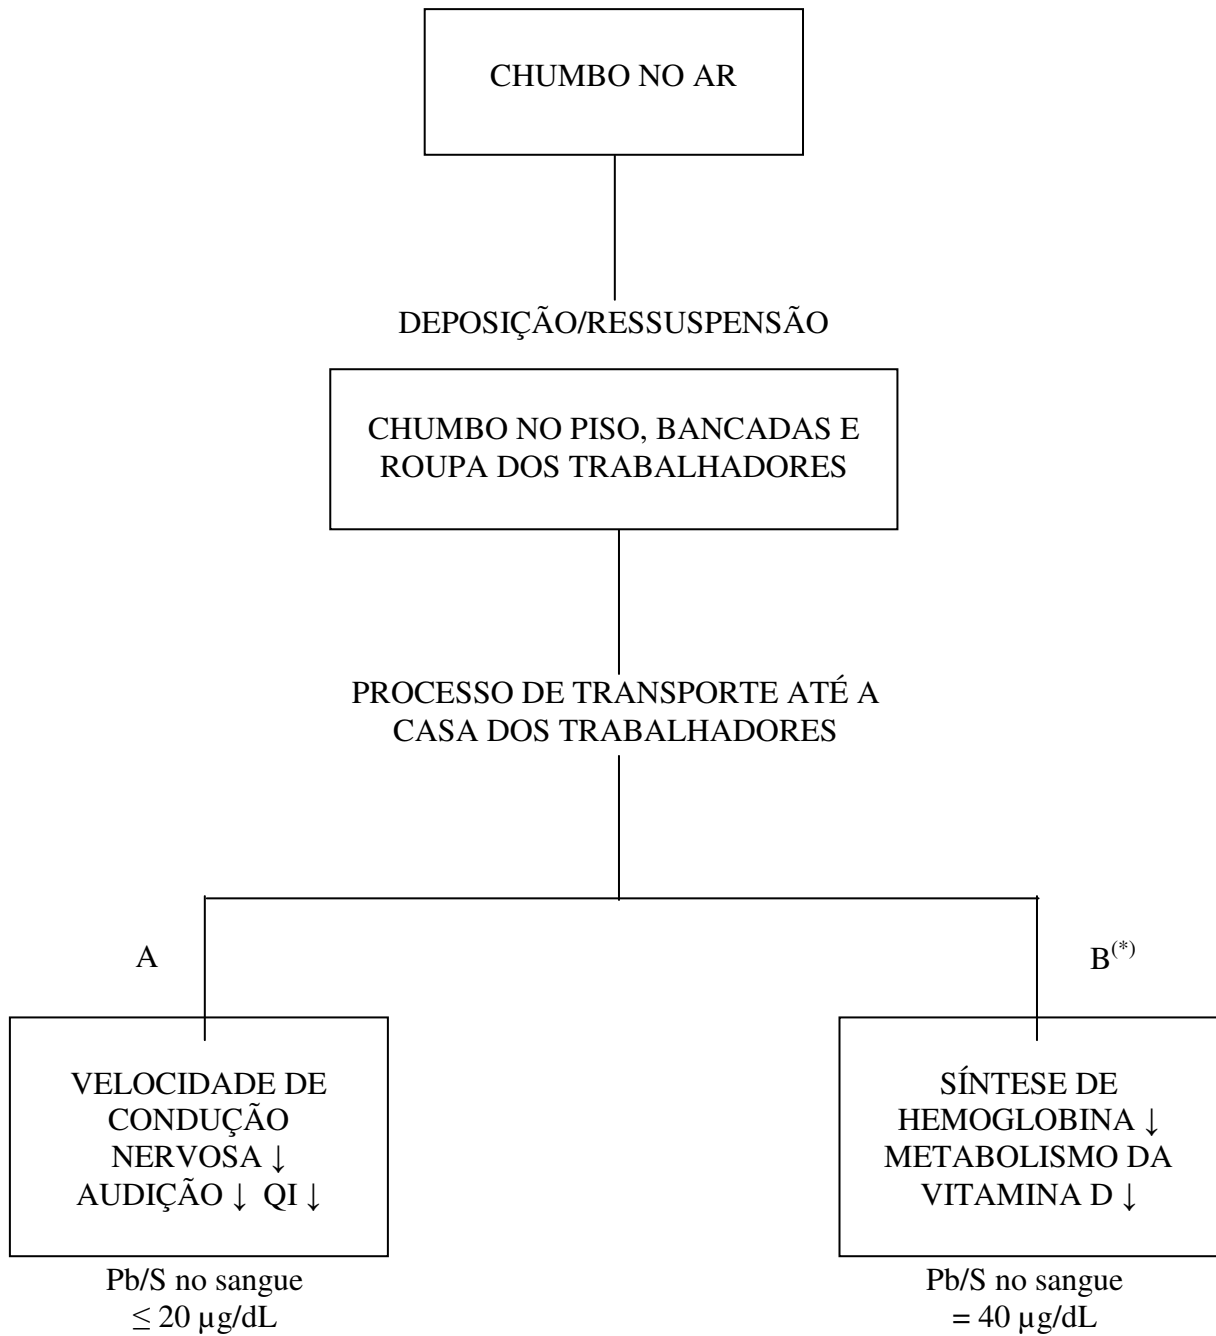 CHUMBO NO AR
DEPOSIÇÃO/RESSUSPENSÃO
CHUMBO NO PISO, BANCADAS E
ROUPA DOS TRABALHADORES
PROCESSO DE TRANSPORTE ATÉ A
CASA DOS TRABALHADORES
A
B(*)
VELOCIDADE DE
CONDUÇÃO
NERVOSA ↓
AUDIÇÃO ↓ QI ↓
Pb/S no sangue
≤ 20 µg/dL
SÍNTESE DE
HEMOGLOBINA ↓
METABOLISMO DA
VITAMINA D ↓
Pb/S no sangue
= 40 µg/dL